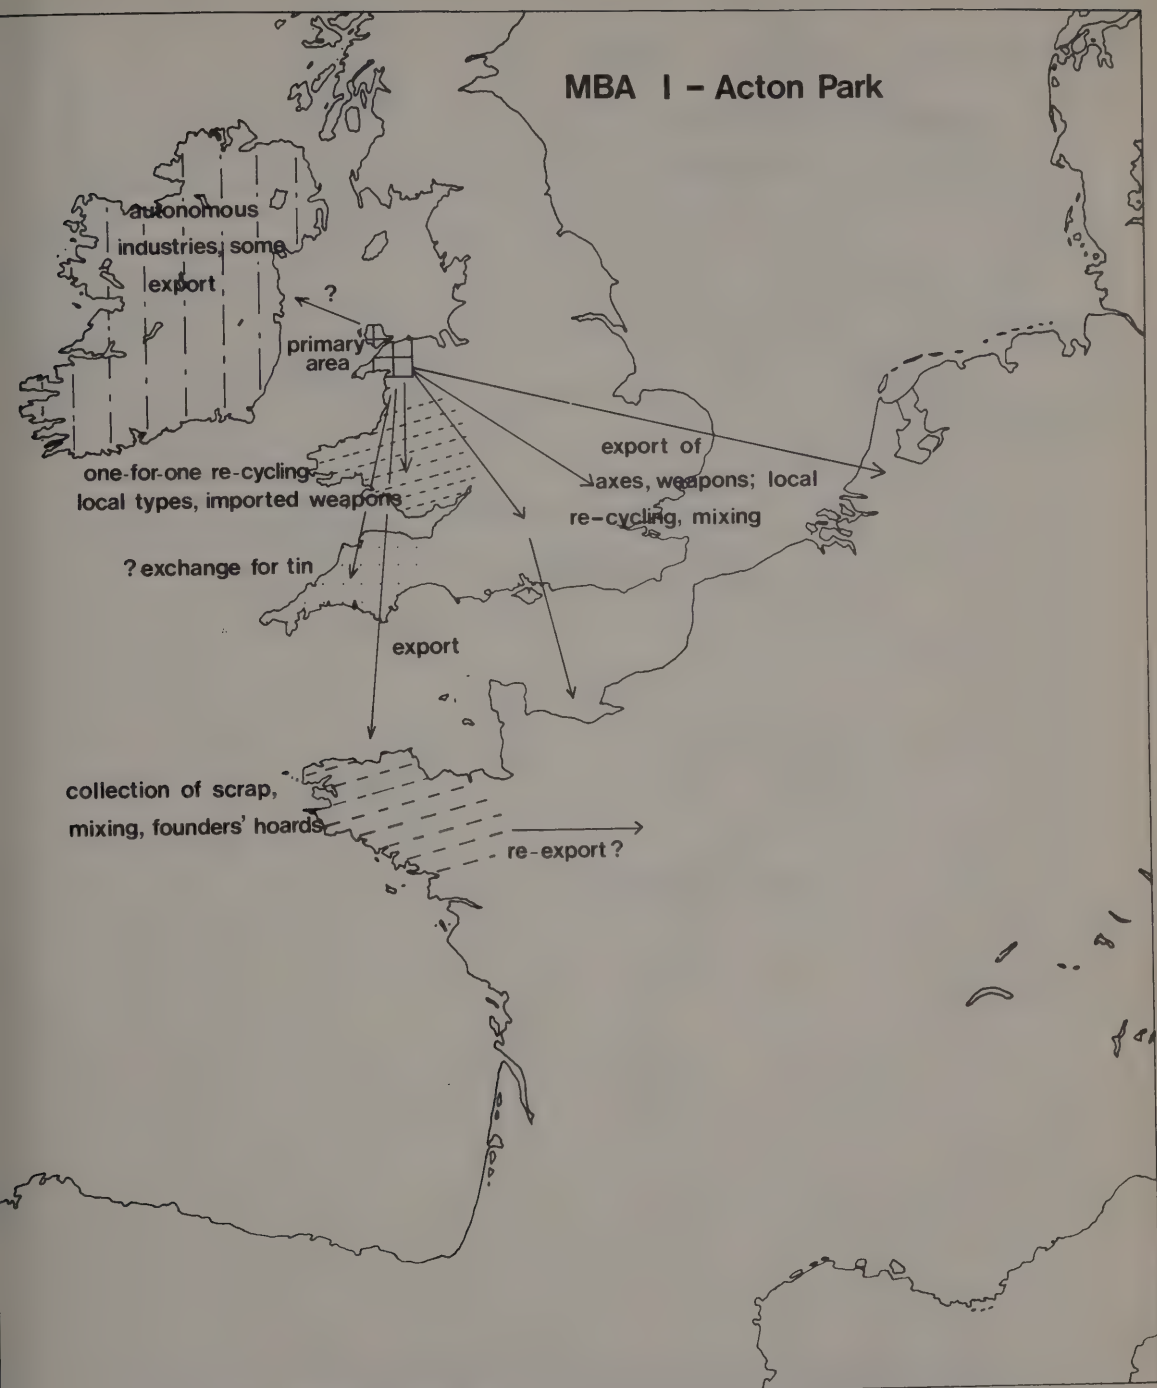 MBA I – Acton Park
autonomous
industries, some
export
?
primary
area
export of
axes, weapons; local
re-cycling, mixing
one-for-one re-cycling
local types, imported weapons
? exchange for tin
export
collection of scrap,
mixing, founders' hoards
re-export ?